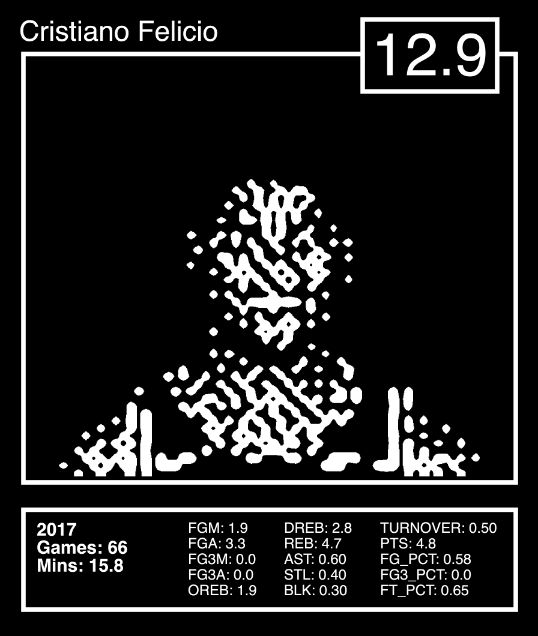 Cristiano Felicio
12.9
2017
Games: 66
Mins: 15.8
FGM: 1.9
FGA: 3.3
FG3M: 0.0
FG3A: 0.0
OREB: 1.9
DREB: 2.8
REB: 4.7
AST: 0.60
STL: 0.40
BLK: 0.30
TURNOVER: 0.50
PTS: 4.8
FG_PCT: 0.58
FG3_PCT: 0.0
FT_PCT: 0.65